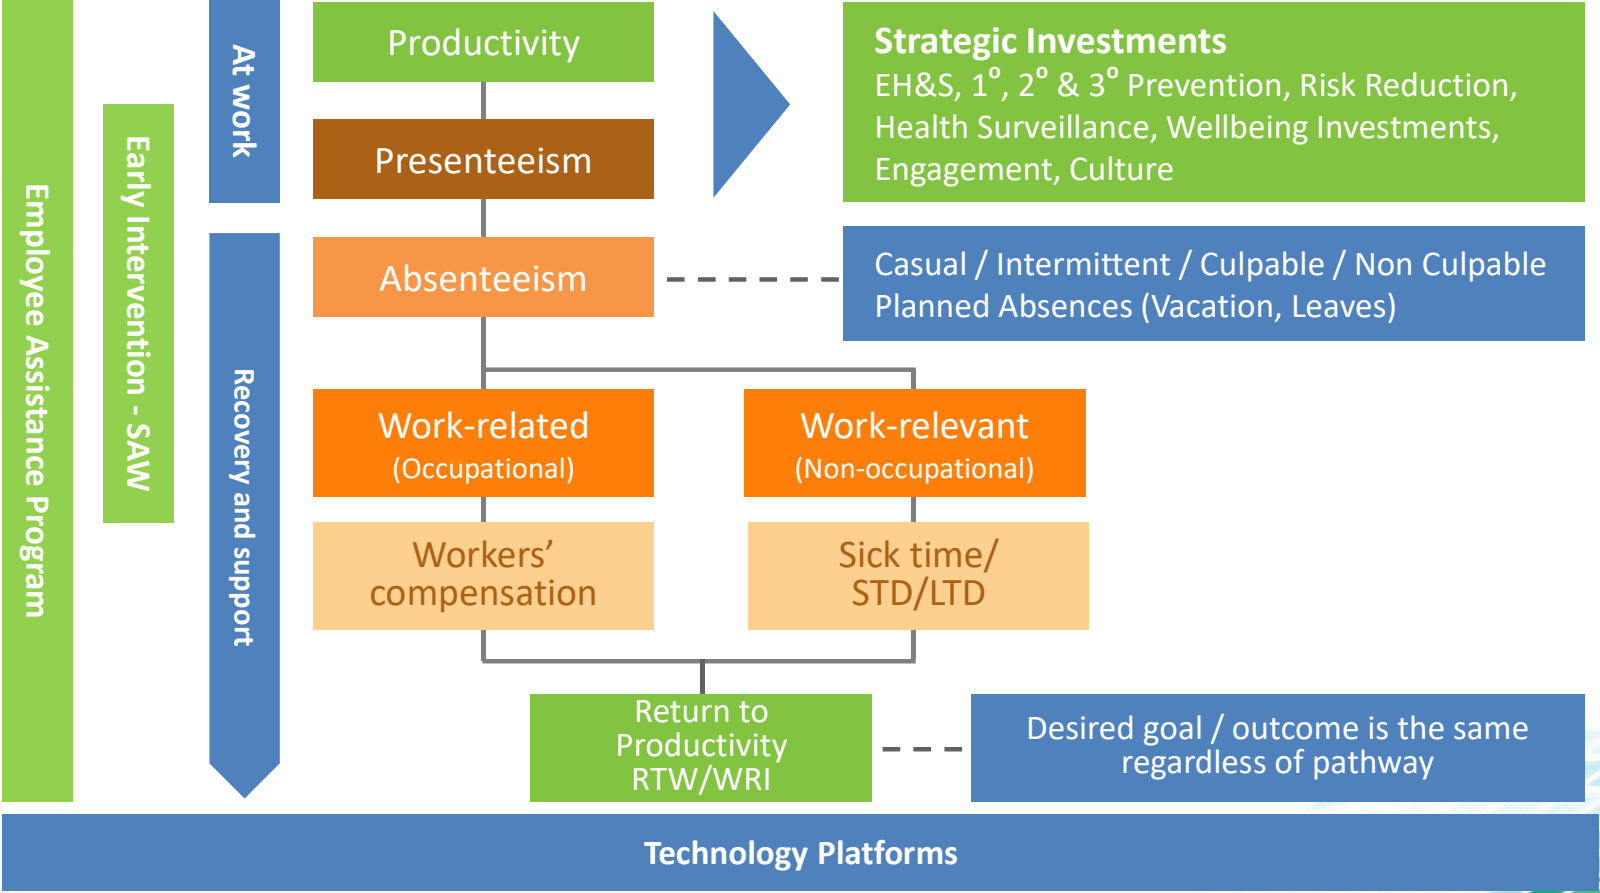 Employee Assistance Program
Early Intervention - SAW
At work
Recovery and support
Productivity
Presenteeism
Absenteeism
Strategic Investments
EH&S, 1°, 2° & 3° Prevention, Risk Reduction,
Health Surveillance, Wellbeing Investments,
Engagement, Culture
Casual / Intermittent / Culpable / Non Culpable
Planned Absences (Vacation, Leaves)
Work-related
(Occupational)
Work-relevant
(Non-occupational)
Workers’
compensation
Sick time/
STD/LTD
Return to
Productivity
RTW/WRI
Desired goal / outcome is the same
regardless of pathway
Technology Platforms